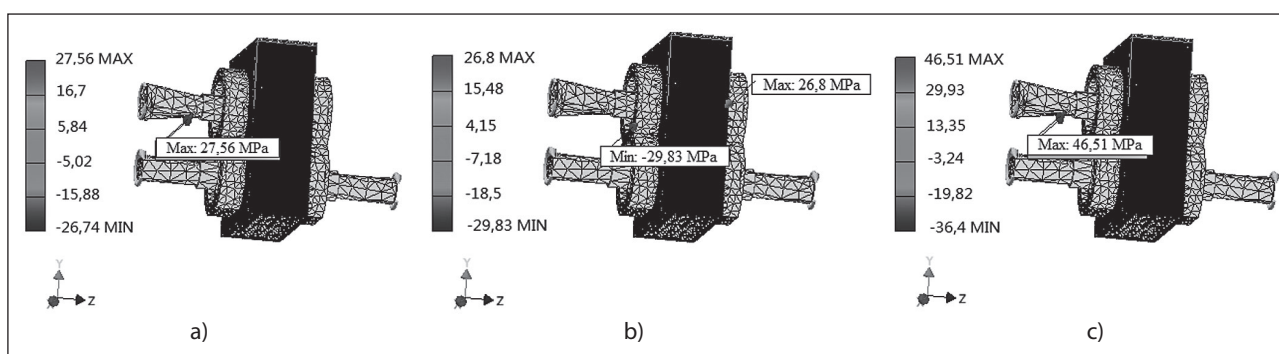 27,56 MAX
16,7
5,84
-5,02
-15,88
-26,74 MIN
Max: 27,56 MPa
Y
Z
a)
26,8 MAX
15,48
4,15
-7,18
-18,5
-29,83 MIN
Max: 26,8 MPa
Min: -29,83 MPa
Y
Z
b)
46,51 MAX
29,93
13,35
-3,24
-19,82
-36,4 MIN
Max: 46,51 MPa
Y
Z
c)